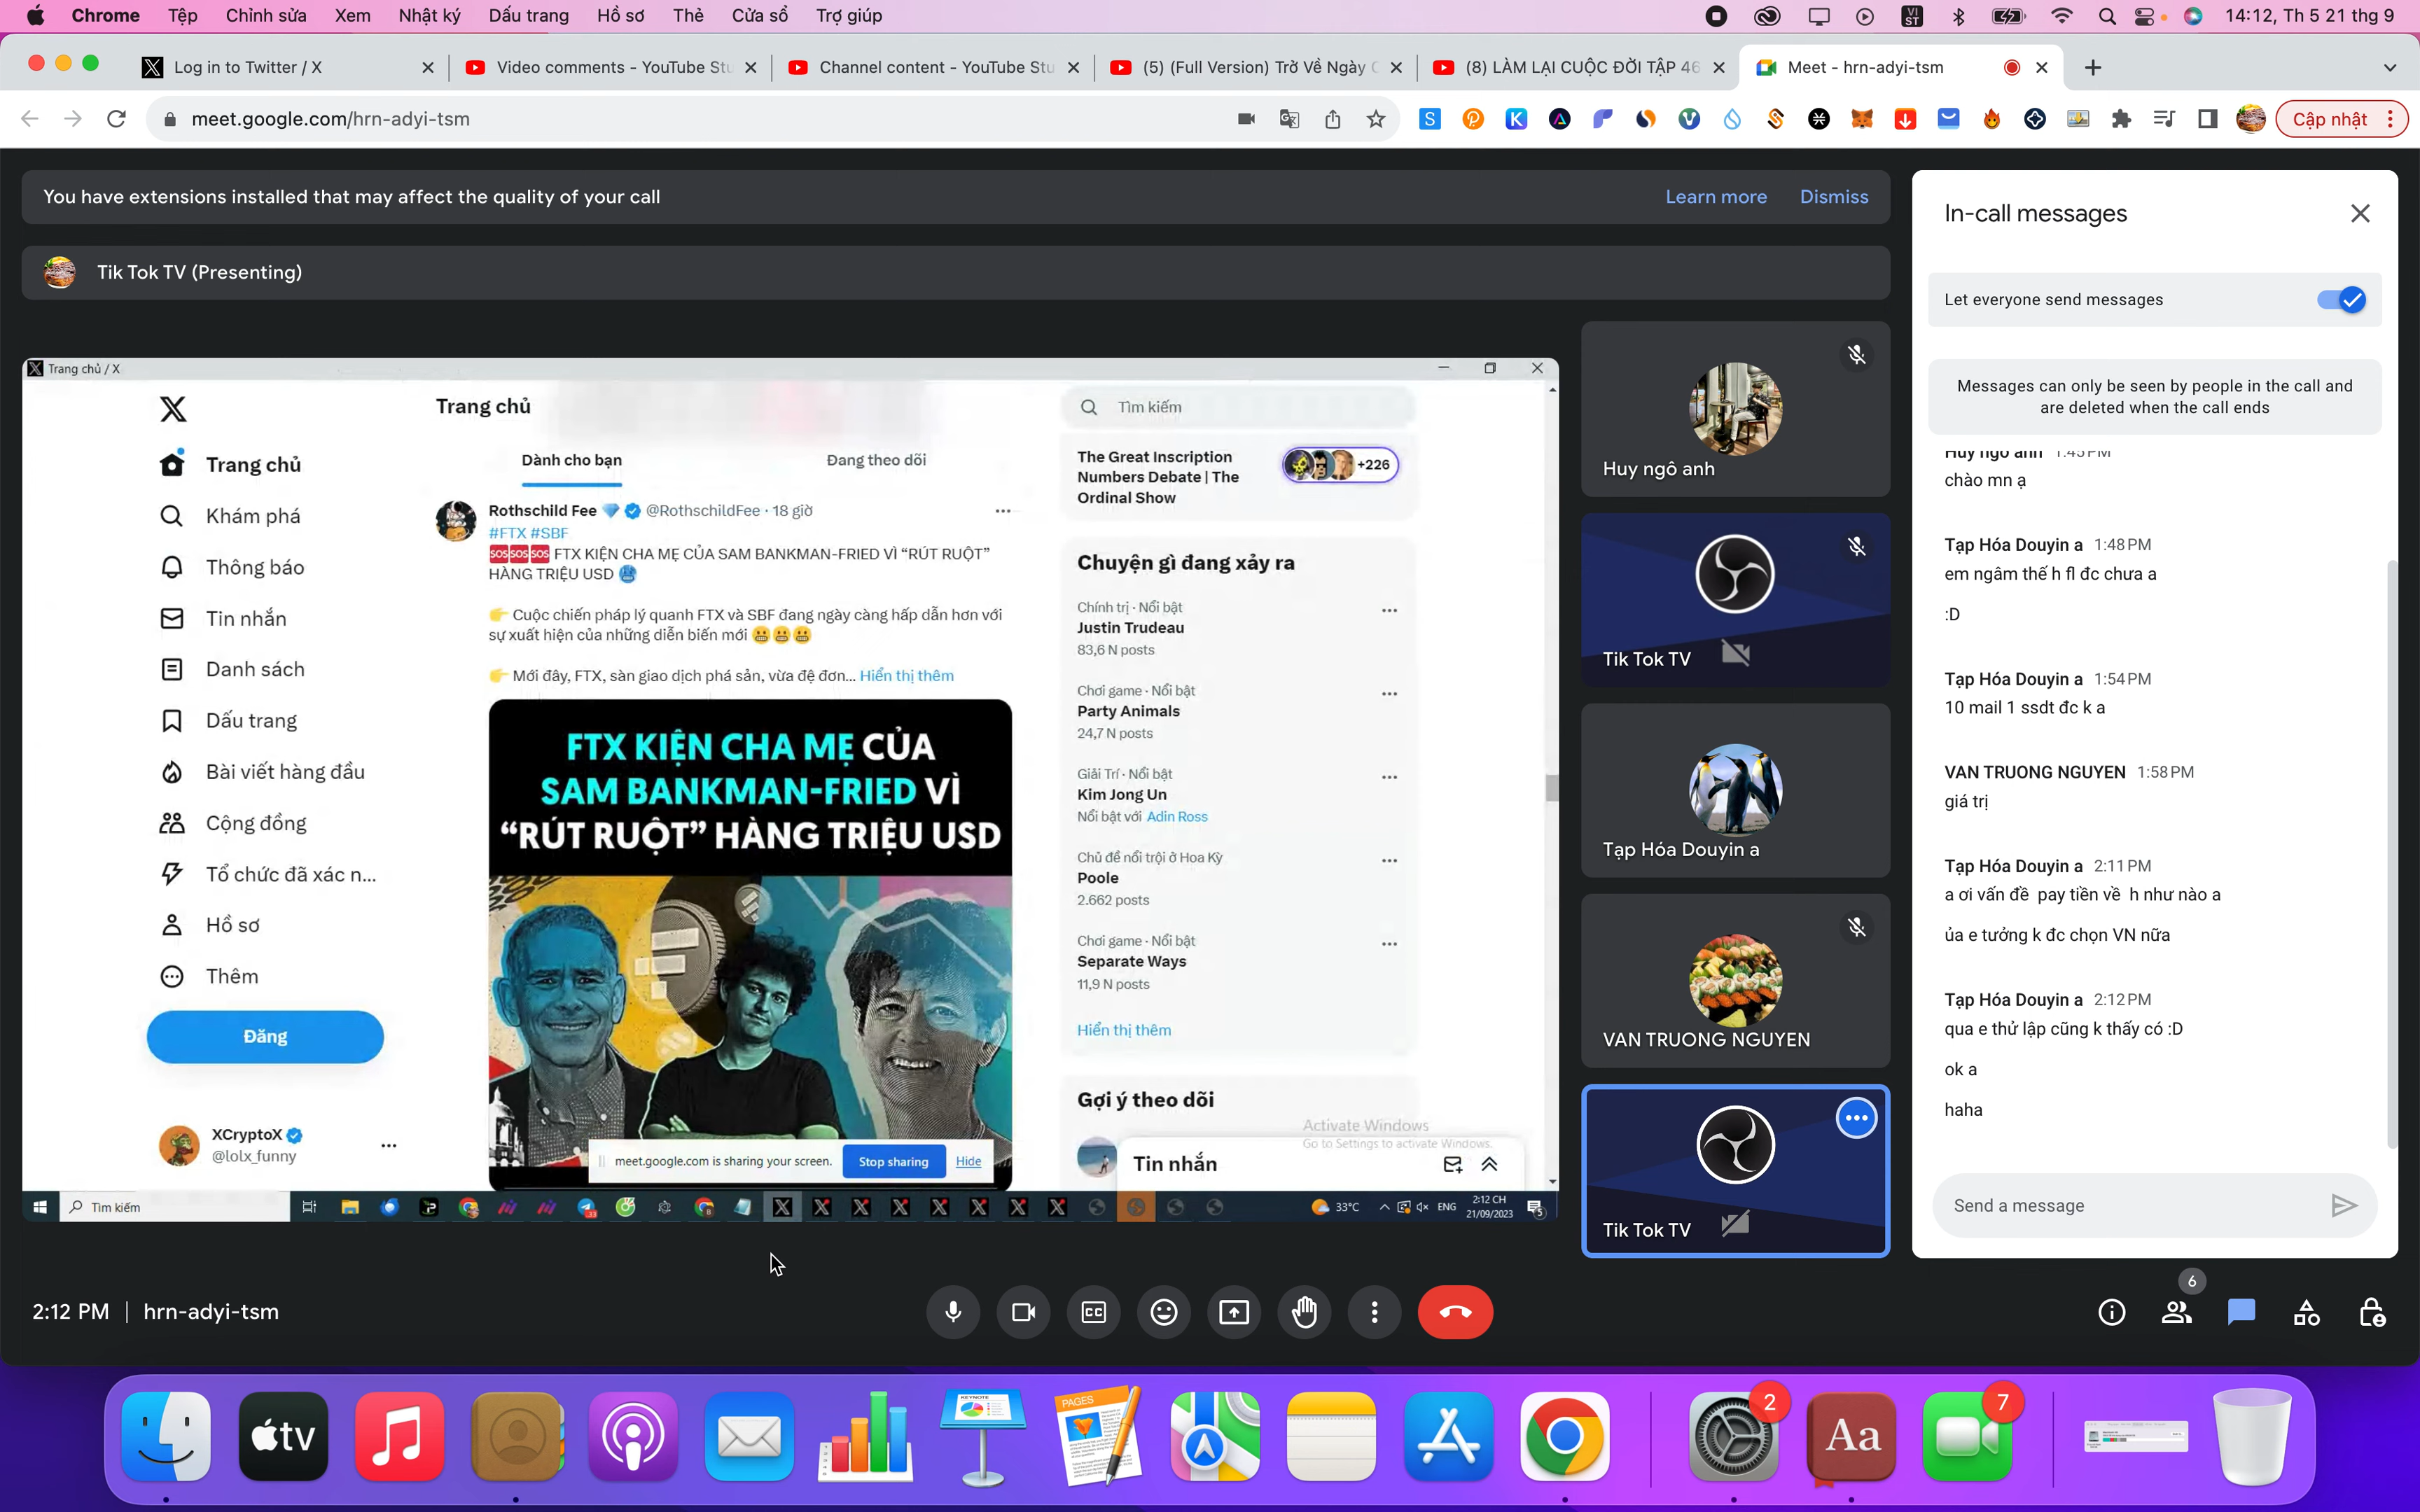 Chrome Tệp Chỉnh sửa Xem Nhật ký Dấu trang Hồ sơ Thẻ Cửa sổ Trợ giúp
VI
ST
14:12, Th 5 21 thg 9
Log in to Twitter / X
Video comments - YouTube Stu
Channel content - YouTube Stu
(5) (Full Version) Trở Về Ngày C
(8) LÀM LẠI CUỘC ĐỜI TẬP 46
Meet - hrn-adyi-tsm
meet.google.com/hrn-adyi-tsm
Cập nhật
You have extensions installed that may affect the quality of your call
Learn more
Dismiss
Tik Tok TV (Presenting)
Trang chủ / X
Trang chủ
Khám phá
Thông báo
Tin nhắn
Danh sách
Dấu trang
Bài viết hàng đầu
Cộng đồng
Tổ chức đã xác n...
Hồ sơ
Thêm
Đăng
XCryptoX
@lolx_funny
Trang chủ
Dành cho bạn
Đang theo dõi
Rothschild Fee @RothschildFee · 18 giờ
#FTX #SBF
🆘🆘🆘 FTX KIỆN CHA MẸ CỦA SAM BANKMAN-FRIED VÌ “RÚT RUỘT”
HÀNG TRIỆU USD 🥶
👉 Cuộc chiến pháp lý quanh FTX và SBF đang ngày càng hấp dẫn hơn với
sự xuất hiện của những diễn biến mới 😬😬😬
👉 Mới đây, FTX, sàn giao dịch phá sản, vừa đệ đơn... Hiển thị thêm
FTX KIỆN CHA MẸ CỦA
SAM BANKMAN-FRIED VÌ
“RÚT RUỘT” HÀNG TRIỆU USD
meet.google.com is sharing your screen.
Stop sharing
Hide
Tìm kiếm
The Great Inscription
Numbers Debate | The
Ordinal Show
+226
Chuyện gì đang xảy ra
Chính trị · Nổi bật
Justin Trudeau
83,6 N posts
Chơi game · Nổi bật
Party Animals
24,7 N posts
Giải Trí · Nổi bật
Kim Jong Un
Nổi bật với Adin Ross
Chủ đề nổi trội ở Hoa Kỳ
Poole
2.662 posts
Chơi game · Nổi bật
Separate Ways
11,9 N posts
Hiển thị thêm
Gợi ý theo dõi
Activate Windows
Go to Settings to activate Windows.
Tin nhắn
Tìm kiếm
33°C
ENG
2:12 CH
21/09/2023
5
Huy ngô anh
Tik Tok TV
Tạp Hóa Douyin a
VAN TRUONG NGUYEN
Tik Tok TV
In-call messages
Let everyone send messages
Messages can only be seen by people in the call and
are deleted when the call ends
Huy ngô anh 1:45 PM
chào mn ạ
Tạp Hóa Douyin a 1:48 PM
em ngâm thế h fl đc chưa a
:D
Tạp Hóa Douyin a 1:54 PM
10 mail 1 ssdt đc k a
VAN TRUONG NGUYEN 1:58 PM
giá trị
Tạp Hóa Douyin a 2:11 PM
a ơi vấn đề pay tiền về h như nào a
ủa e tưởng k đc chọn VN nữa
Tạp Hóa Douyin a 2:12 PM
qua e thử lập cũng k thấy có :D
ok a
haha
Send a message
2:12 PM | hrn-adyi-tsm
CC
6
tv
KEYNOTE
PAGES
2
Aa
7